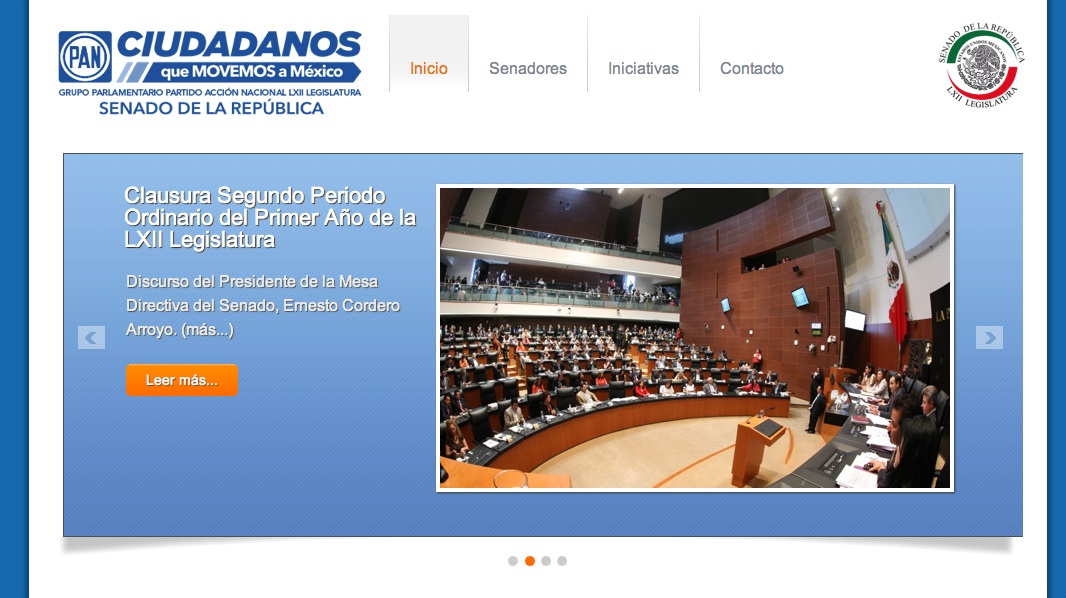 PAN
CIUDADANOS
que MOVEMOS a México
GRUPO PARLAMENTARIO PARTIDO ACCIÓN NACIONAL LXII LEGISLATURA
SENADO DE LA REPÚBLICA
Inicio
Senadores
Iniciativas
Contacto
SENADO DE LA REPÚBLICA
ESTADOS UNIDOS MEXICANOS
LXII LEGISLATURA
Clausura Segundo Periodo
Ordinario del Primer Año de la
LXII Legislatura
Discurso del Presidente de la Mesa
Directiva del Senado, Ernesto Cordero
Arroyo. (más...)
Leer más...